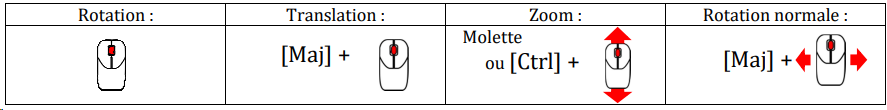 Rotation :
Translation :
Zoom :
Rotation normale :
[Maj] +
Molette
ou [Ctrl] +
[Maj] +